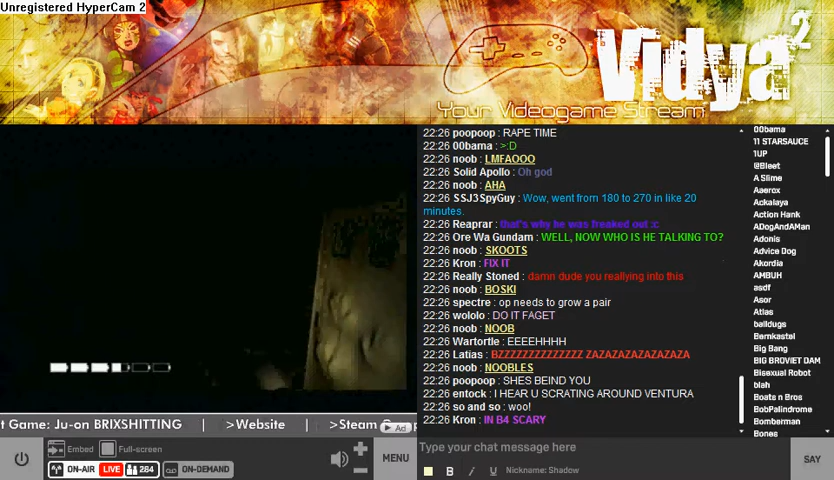 Unregistered HyperCam 2
Vidya²
Your Videogame Stream
22:26 poopoop : RAPE TIME
22:26 00bama : >:D
22:26 noob : LMFAOOO
22:26 Solid Apollo : Oh god
22:26 noob : AHA
22:26 SSJ3SpyGuy : Wow, went from 180 to 270 in like 20
minutes.
22:26 Reaprar : that's why he was freaked out :c
22:26 Ore Wa Gundam : WELL, NOW WHO IS HE TALKING TO?
22:26 noob : SKOOTS
22:26 Kron : FIX IT
22:26 Really Stoned : damn dude you reallying into this
22:26 noob : BOSKI
22:26 spectre : op needs to grow a pair
22:26 wololo : DO IT FAGET
22:26 noob : NOOB
22:26 Wartortle : EEEEHHHH
22:26 Latias : BZZZZZZZZZZZZZ ZAZAZAZAZAZAZA
22:26 noob : NOOBLES
22:26 poopoop : SHES BEIND YOU
22:26 entock : I HEAR U SCRATING AROUND VENTURA
22:26 so and so : woo!
22:26 Kron : IN B4 SCARY
00bama
11 STARSAUCE
1UP
@Bleet
A Slime
Aaerox
Ackalaya
Action Hank
ADogAndAMan
Adonis
Advice Dog
Akordia
AMBUH
asdf
Asor
Atlas
balldugs
Bernkastel
Big Bang
BIG BROVIET DAM
Bisexual Robot
blah
Boats n Bros
BobPalindrome
Bomberman
Bones
t Game: Ju-on BRIXSHITTING | >Website | >Steam
Ad
Embed
Full-screen
ON-AIR LIVE 284
ON-DEMAND
MENU
Type your chat message here
B I U Nickname: Shadow
SAY